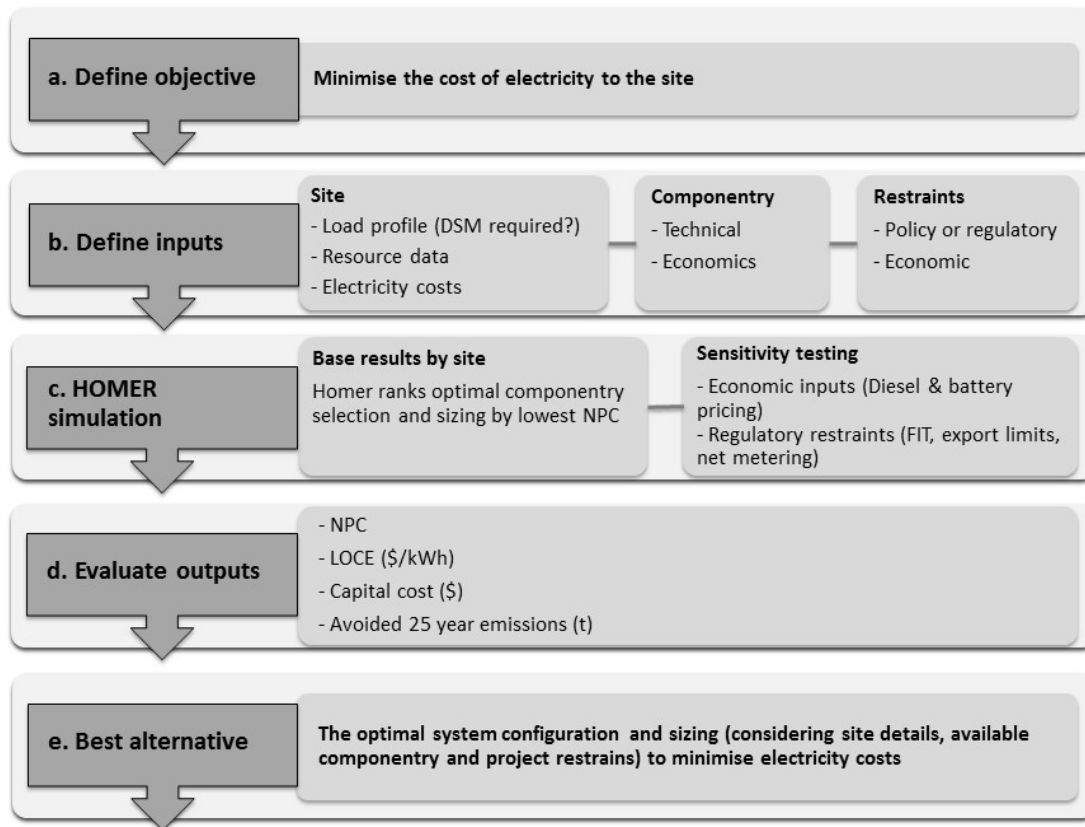 a. Define objective
Minimise the cost of electricity to the site
b. Define inputs
Site
- Load profile (DSM required?)
- Resource data
- Electricity costs
Componentry
- Technical
- Economics
Restraints
- Policy or regulatory
- Economic
c. HOMER
simulation
Base results by site
Homer ranks optimal componentry
selection and sizing by lowest NPC
Sensitivity testing
- Economic inputs (Diesel & battery
pricing)
- Regulatory restraints (FIT, export limits,
net metering)
d. Evaluate outputs
- NPC
- LOCE ($/kWh)
- Capital cost ($)
- Avoided 25 year emissions (t)
e. Best alternative
The optimal system configuration and sizing (considering site details, available
componentry and project restrains) to minimise electricity costs